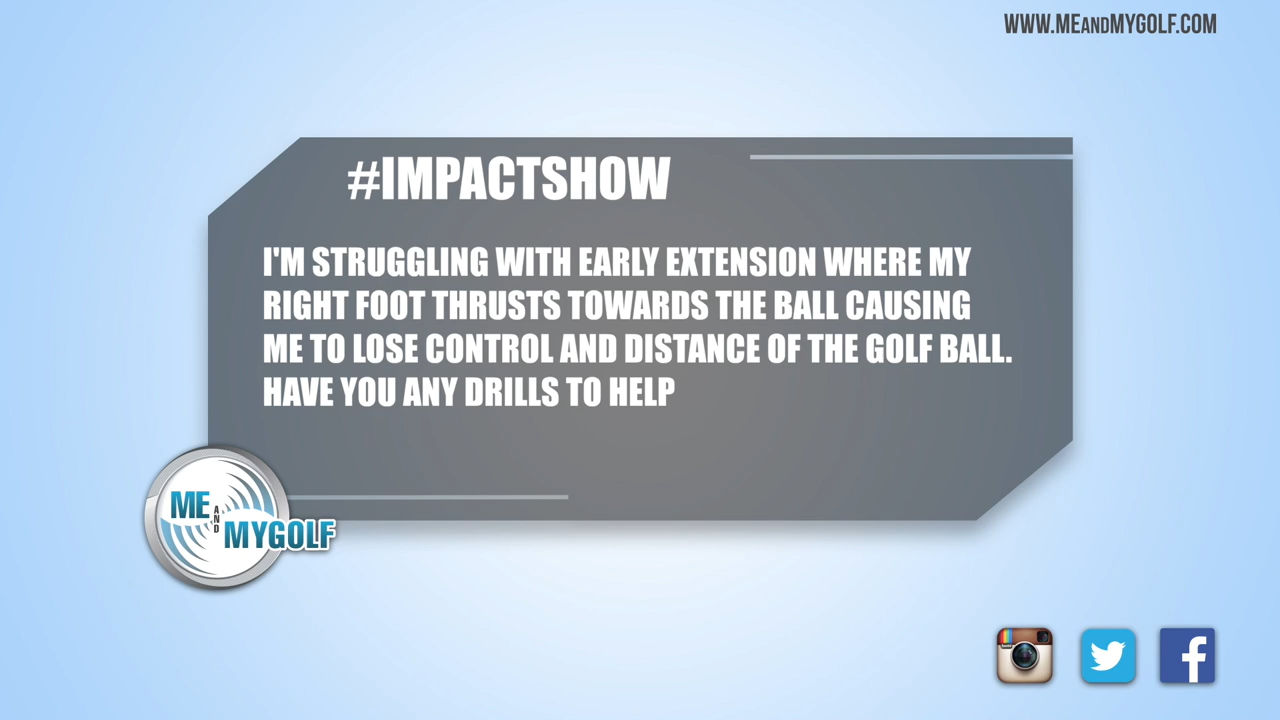 WWW.MEANDMYGOLF.COM
#IMPACTSHOW
I'M STRUGGLING WITH EARLY EXTENSION WHERE MY
RIGHT FOOT THRUSTS TOWARDS THE BALL CAUSING
ME TO LOSE CONTROL AND DISTANCE OF THE GOLF BALL.
HAVE YOU ANY DRILLS TO HELP
ME AND MYGOLF